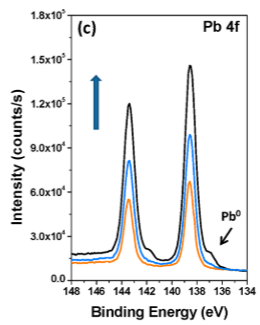 (c)
Pb 4f
1.8x10⁵
1.5x10⁵
1.2x10⁵
9.0x10⁴
6.0x10⁴
3.0x10⁴
0.0
Intensity (counts/s)
Pb⁰
148 146 144 142 140 138 136 134
Binding Energy (eV)